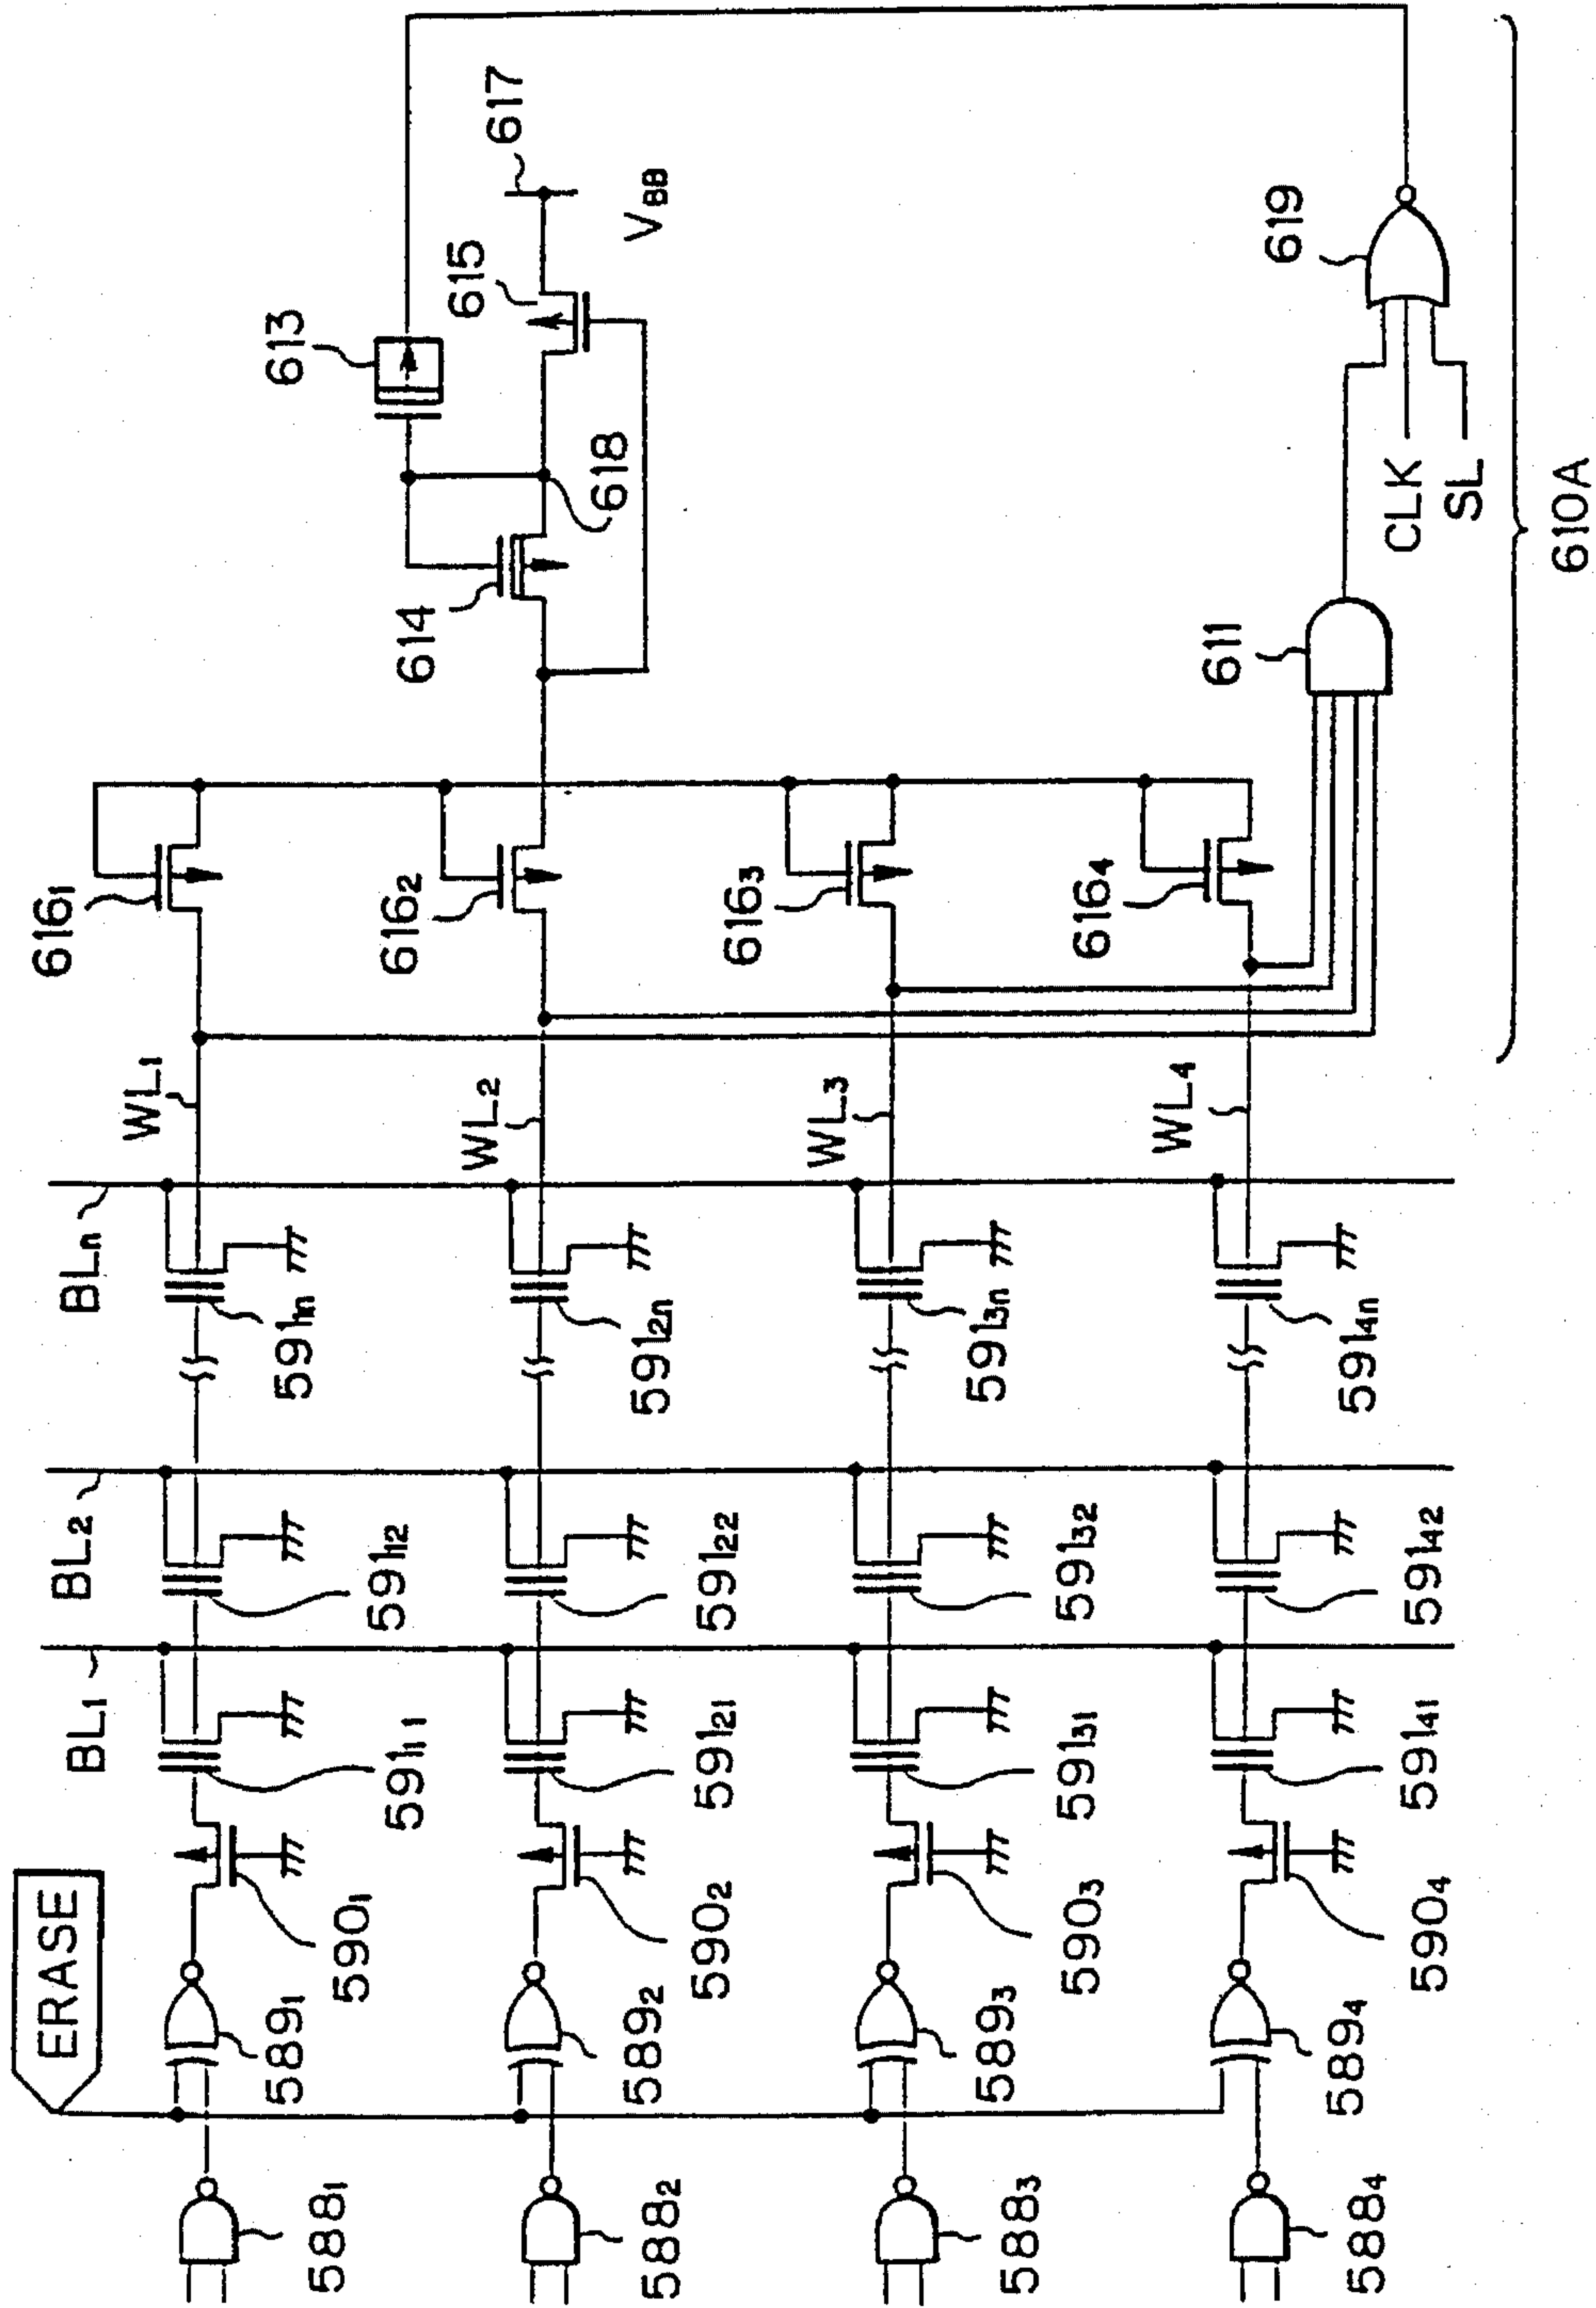 ERASE
588₁
589₁
590₁
BL₁
591₁₁
BL₂
591₁₂
BLₙ
591₁ₙ
WL₁
616₁
588₂
589₂
590₂
591₂₁
591₂₂
591₂ₙ
WL₂
616₂
614
618
613
615
617
V_BB
588₃
589₃
590₃
591₃₁
591₃₂
591₃ₙ
WL₃
616₃
588₄
589₄
590₄
591₄₁
591₄₂
591₄ₙ
WL₄
616₄
611
619
CLK
SL
610A